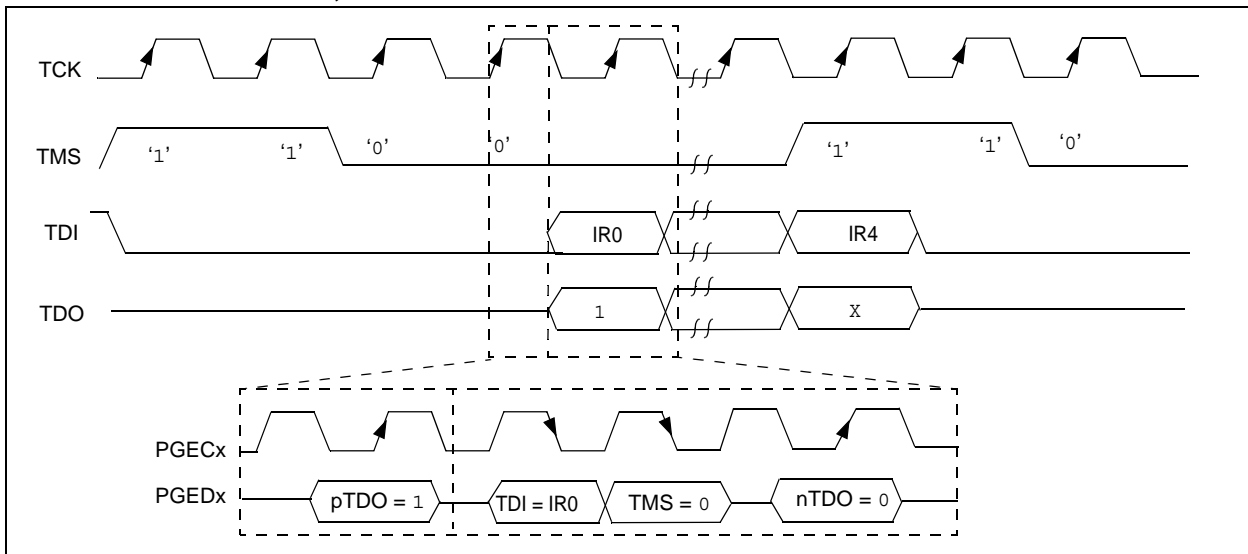 TCK
TMS ‘1’ ‘1’ ‘0’ ‘0’ ‘1’ ‘1’ ‘0’
TDI IR0 IR4
TDO 1 X
PGECx
PGEDx pTDO = 1 TDI = IR0 TMS = 0 nTDO = 0